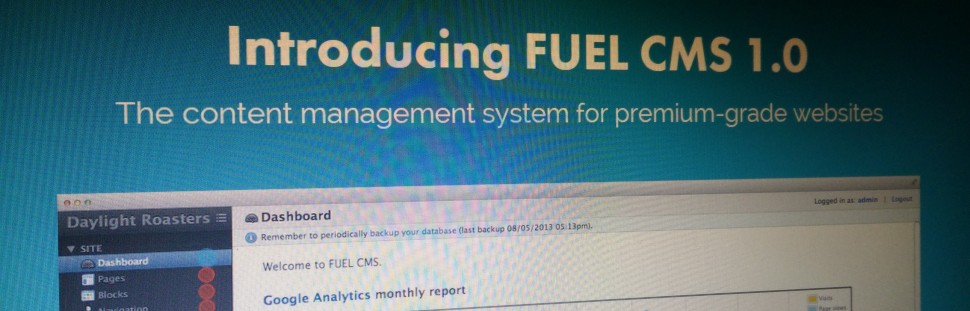 Introducing FUEL CMS 1.0
The content management system for premium-grade websites
Logged in as: admin | Logout
Daylight Roasters
Dashboard
Remember to periodically backup your database (last backup 08/05/2013 05:13pm).
SITE
Dashboard
Pages
Blocks
Navigation
Welcome to FUEL CMS.
Google Analytics monthly report
Visits
Page views